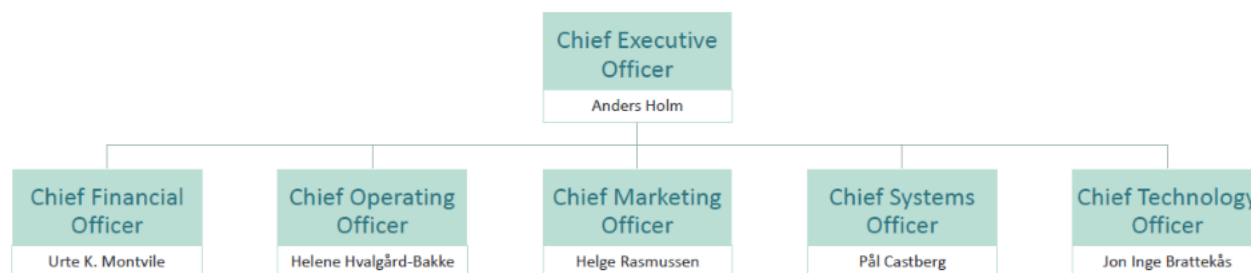 Chief Executive
Officer
Anders Holm
Chief Financial
Officer
Urte K. Montvile
Chief Operating
Officer
Helene Hvalgård-Bakke
Chief Marketing
Officer
Helge Rasmussen
Chief Systems
Officer
Pål Castberg
Chief Technology
Officer
Jon Inge Brattekås